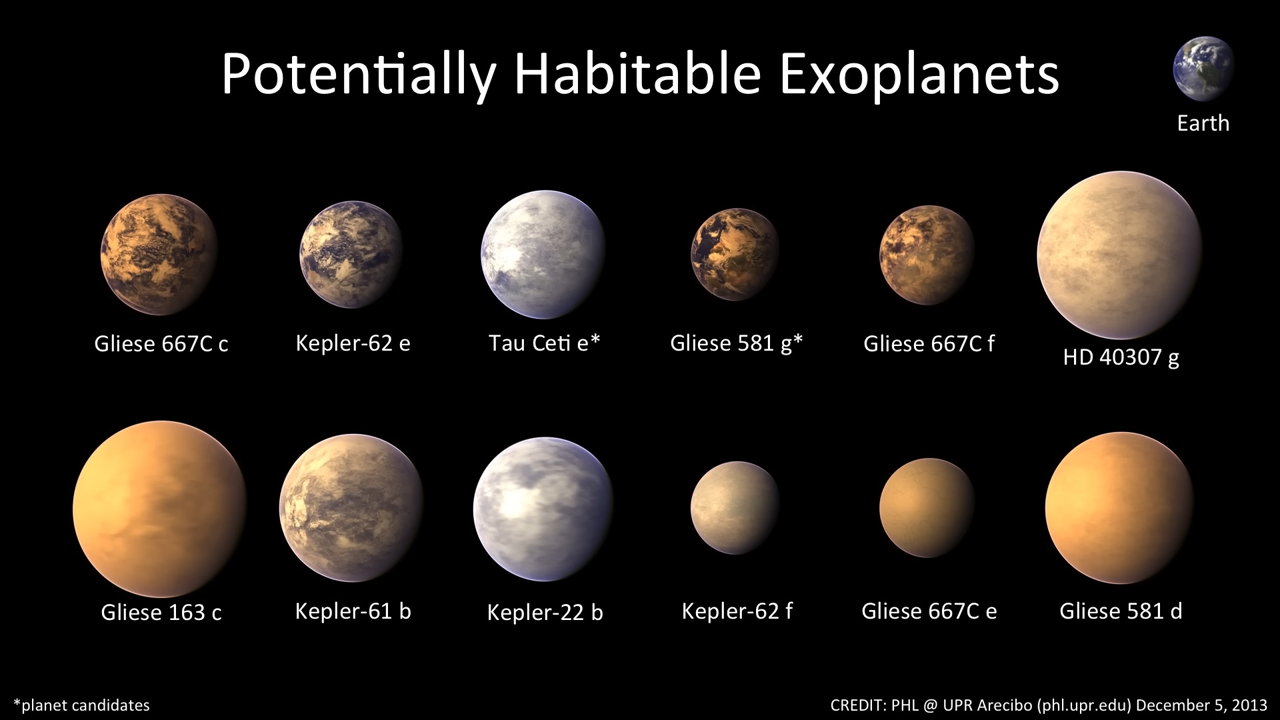 Potentially Habitable Exoplanets
Earth
Gliese 667C c
Kepler-62 e
Tau Ceti e*
Gliese 581 g*
Gliese 667C f
HD 40307 g
Gliese 163 c
Kepler-61 b
Kepler-22 b
Kepler-62 f
Gliese 667C e
Gliese 581 d
*planet candidates
CREDIT: PHL @ UPR Arecibo (phl.upr.edu) December 5, 2013